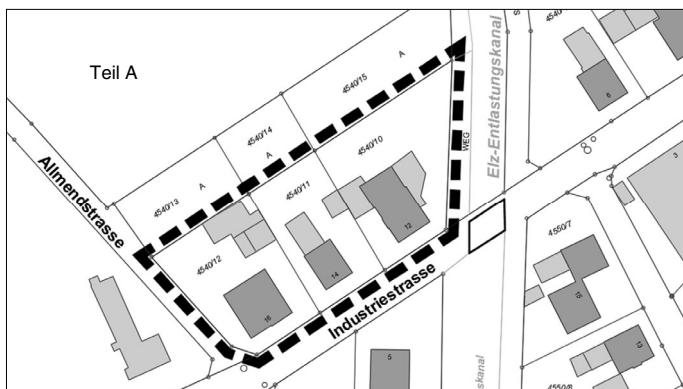 Teil A
Allmendstrasse
Industriestrasse
Elz-Entlastungskanal
WEG
4540/15
A
4540/14
A
4540/13
A
4540/10
4540/11
4540/12
12
14
16
6
3
4550/7
15
13
5
4550/8